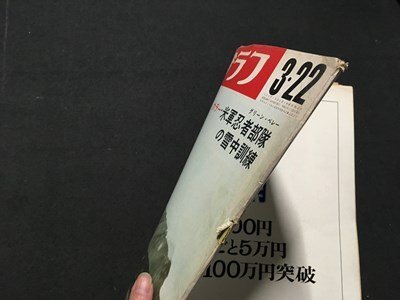 ラフ
3・22
グリーン・ベレー
米軍忍者部隊
の雪中訓練
00円
ごと5万円
100万円突破